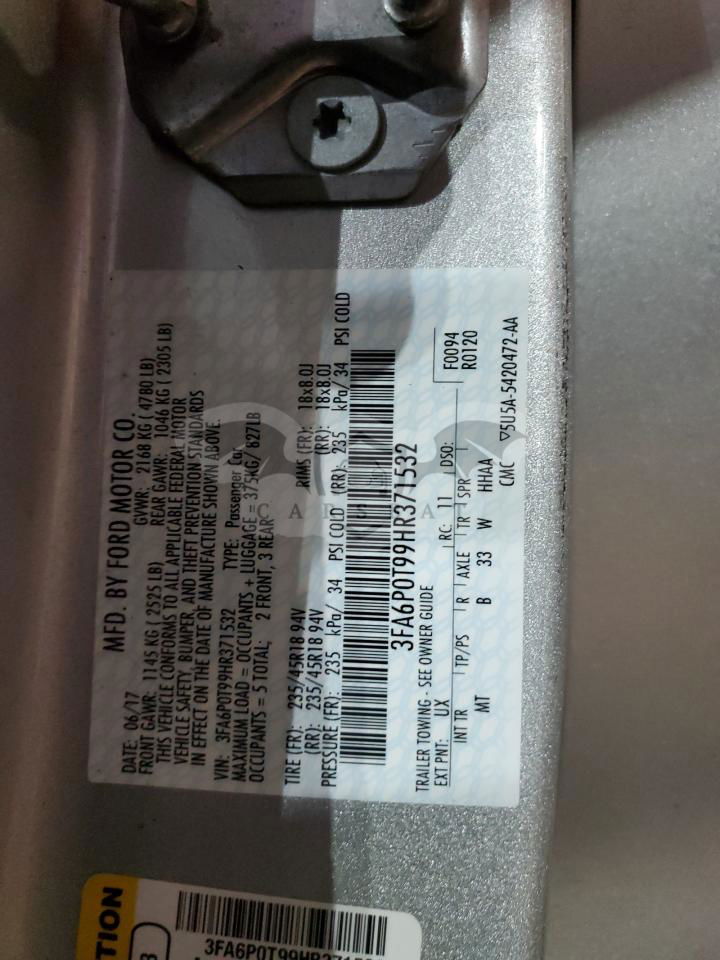 MFD. BY FORD MOTOR CO.
DATE: 06/17 GVWR: 2168 KG ( 4780 LB)
FRONT GAWR: 1145 KG ( 2525 LB) REAR GAWR: 1046 KG ( 2305 LB)
THIS VEHICLE CONFORMS TO ALL APPLICABLE FEDERAL MOTOR
VEHICLE SAFETY, BUMPER, AND THEFT PREVENTION STANDARDS
IN EFFECT ON THE DATE OF MANUFACTURE SHOWN ABOVE.
VIN: 3FA6P0T99HR371532 TYPE: Passenger Car
MAXIMUM LOAD = OCCUPANTS + LUGGAGE = 375KG/ 827LB
OCCUPANTS = 5 TOTAL: 2 FRONT, 3 REAR
TIRE (FR): 235/45R18 94V RIMS (FR): 18x8.0J
(RR): 235/45R18 94V 18x8.0J
PRESSURE (FR): 235 kPa/ 34 PSI COLD (RR): 235 kPa/ 34 PSI COLD
3FA6P0T99HR371532
TRAILER TOWING - SEE OWNER GUIDE F0094
EXT PNT: UX RC: 11 DSO: R0120
INT TR TP/PS R AXLE TR SPR
MT B 33 W HHAA
CMC ▽5U5A-5420472-AA
CARSBAT